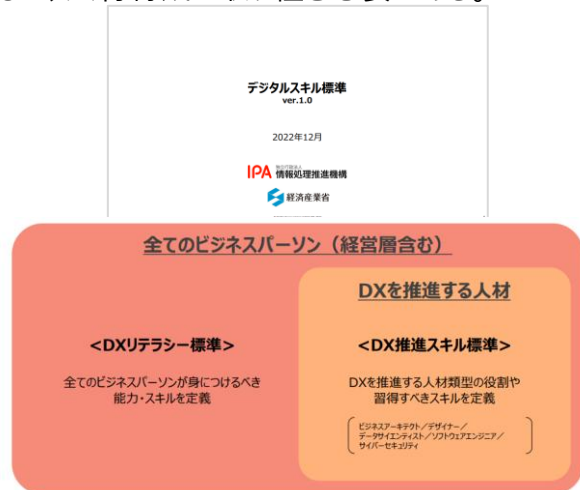 デジタルスキル標準
ver.1.0
2022年12月
IPA 独立行政法人 情報処理推進機構
経済産業省
全てのビジネスパーソン（経営層含む）
DXを推進する人材
<DXリテラシー標準>
全てのビジネスパーソンが身につけるべき
能力・スキルを定義
<DX推進スキル標準>
DXを推進する人材類型の役割や
習得すべきスキルを定義
ビジネスアーキテクト／デザイナー／
データサイエンティスト／ソフトウェアエンジニア／
サイバーセキュリティ